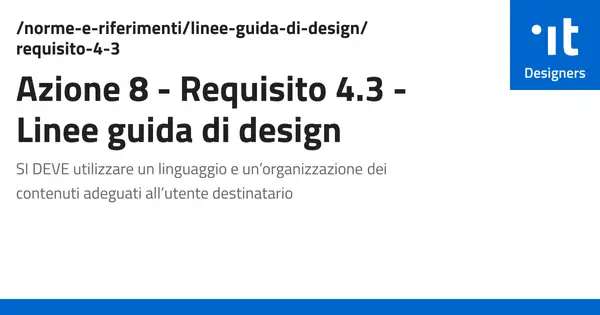 /norme-e-riferimenti/linee-guida-di-design/
requisito-4-3
Azione 8 - Requisito 4.3 -
Linee guida di design
SI DEVE utilizzare un linguaggio e un’organizzazione dei
contenuti adeguati all’utente destinatario
it
Designers